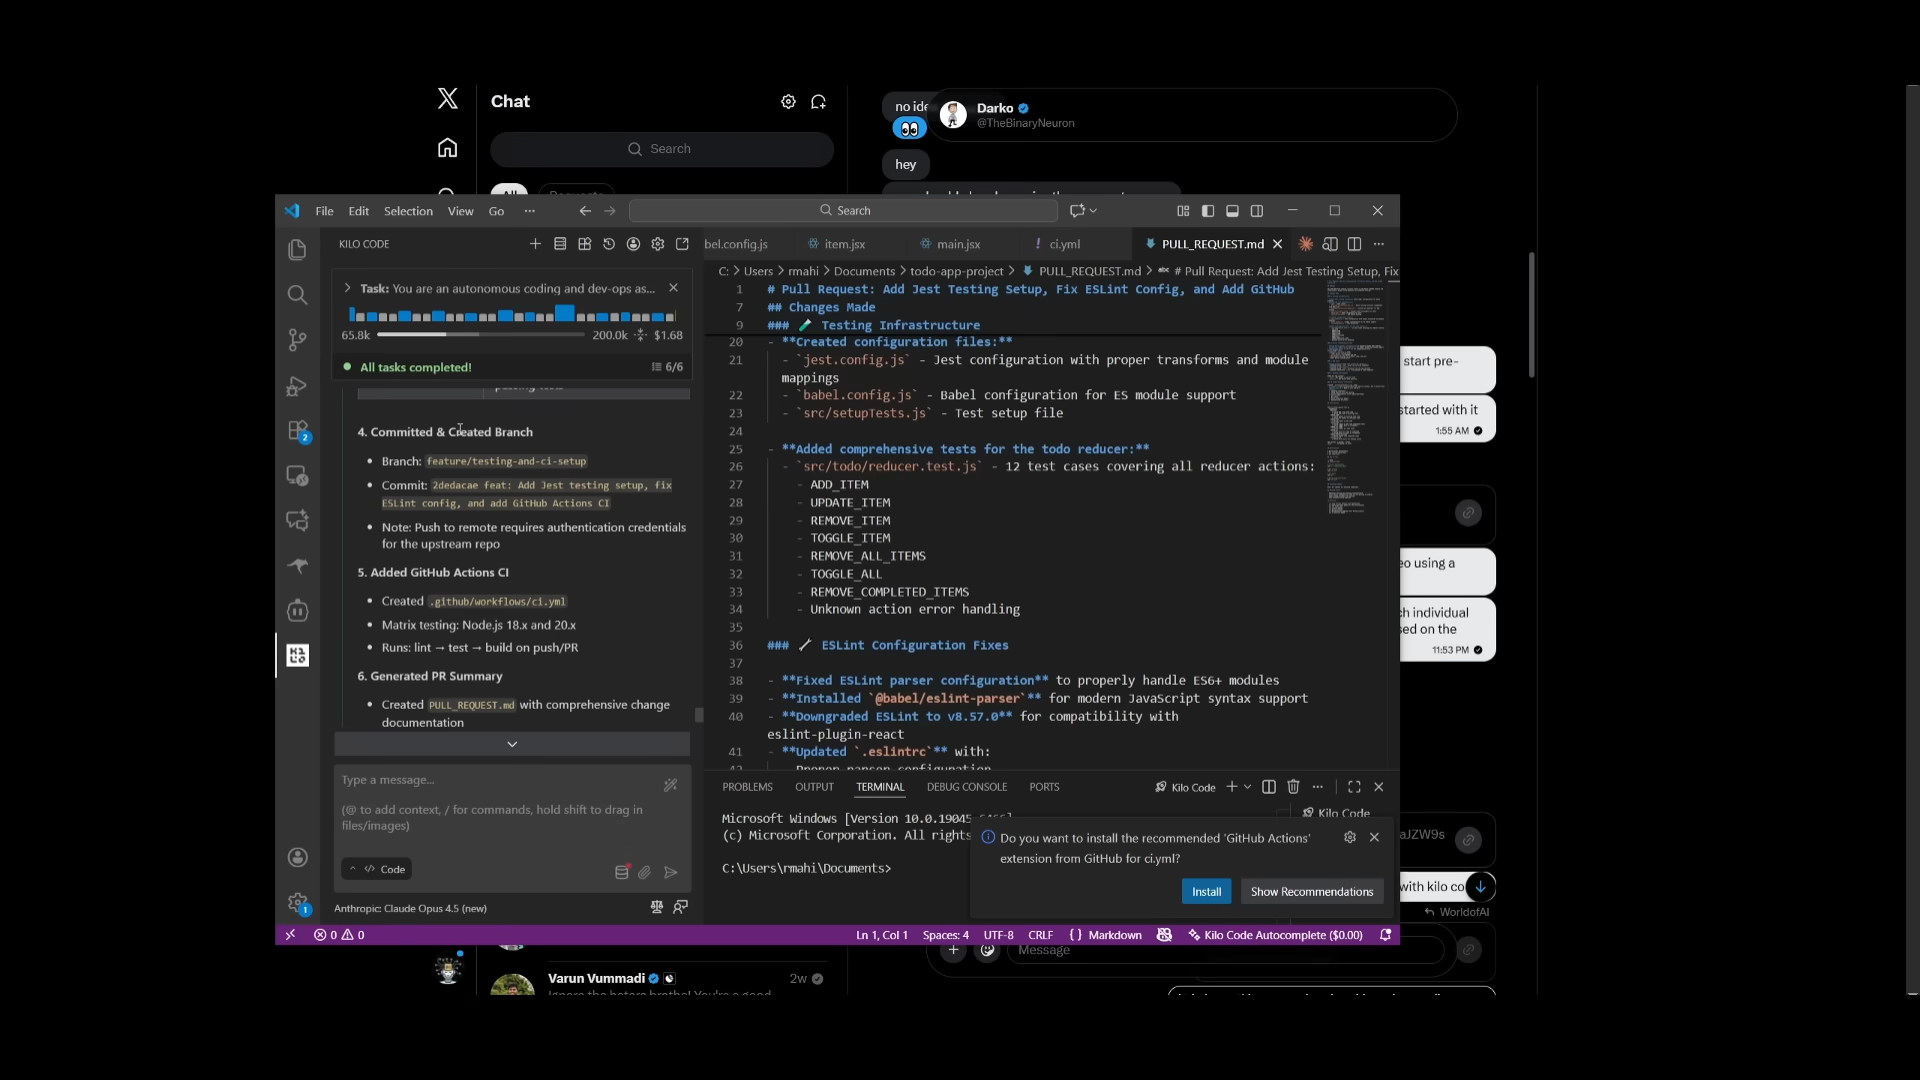 Chat
Search
All
Requests
no ide
Darko
@TheBinaryNeuron
hey
start pre-
started with it
1:55 AM
eo using a
ch individual
sed on the
11:53 PM
aJZW9s
with kilo co
WorldofAI
Message
Varun Vummadi
2w
File Edit Selection View Go ... Search
KILO CODE
Task: You are an autonomous coding and dev-ops as...
65.8k 200.0k $1.68
All tasks completed! 6/6
passing tests
4. Committed & Created Branch
Branch: feature/testing-and-ci-setup
Commit: 2dedacae feat: Add Jest testing setup, fix
ESLint config, and add GitHub Actions CI
Note: Push to remote requires authentication credentials
for the upstream repo
5. Added GitHub Actions CI
Created .github/workflows/ci.yml
Matrix testing: Node.js 18.x and 20.x
Runs: lint → test → build on push/PR
6. Generated PR Summary
Created PULL_REQUEST.md with comprehensive change
documentation
Type a message...
(@ to add context, / for commands, hold shift to drag in
files/images)
Code
Anthropic: Claude Opus 4.5 (new)
2
1
bel.config.js item.jsx main.jsx ! ci.yml PULL_REQUEST.md
C: > Users > rmahi > Documents > todo-app-project > PULL_REQUEST.md > # Pull Request: Add Jest Testing Setup, Fix
1 # Pull Request: Add Jest Testing Setup, Fix ESLint Config, and Add GitHub
7 ## Changes Made
9 ### 🧪 Testing Infrastructure
20 - **Created configuration files:**
21 - `jest.config.js` - Jest configuration with proper transforms and module
mappings
22 - `babel.config.js` - Babel configuration for ES module support
23 - `src/setupTests.js` - Test setup file
24
25 - **Added comprehensive tests for the todo reducer:**
26 - `src/todo/reducer.test.js` - 12 test cases covering all reducer actions:
27 - ADD_ITEM
28 - UPDATE_ITEM
29 - REMOVE_ITEM
30 - TOGGLE_ITEM
31 - REMOVE_ALL_ITEMS
32 - TOGGLE_ALL
33 - REMOVE_COMPLETED_ITEMS
34 - Unknown action error handling
35
36 ### 🔧 ESLint Configuration Fixes
37
38 - **Fixed ESLint parser configuration** to properly handle ES6+ modules
39 - **Installed `@babel/eslint-parser`** for modern JavaScript syntax support
40 - **Downgraded ESLint to v8.57.0** for compatibility with
eslint-plugin-react
41 - **Updated `.eslintrc`** with:
42 - Proper parser configuration
PROBLEMS OUTPUT TERMINAL DEBUG CONSOLE PORTS Kilo Code
Kilo Code
Microsoft Windows [Version 10.0.19045
(c) Microsoft Corporation. All rights
C:\Users\rmahi\Documents>
Do you want to install the recommended 'GitHub Actions'
extension from GitHub for ci.yml?
Install Show Recommendations
0 0 Ln 1, Col 1 Spaces: 4 UTF-8 CRLF {} Markdown Kilo Code Autocomplete ($0.00)